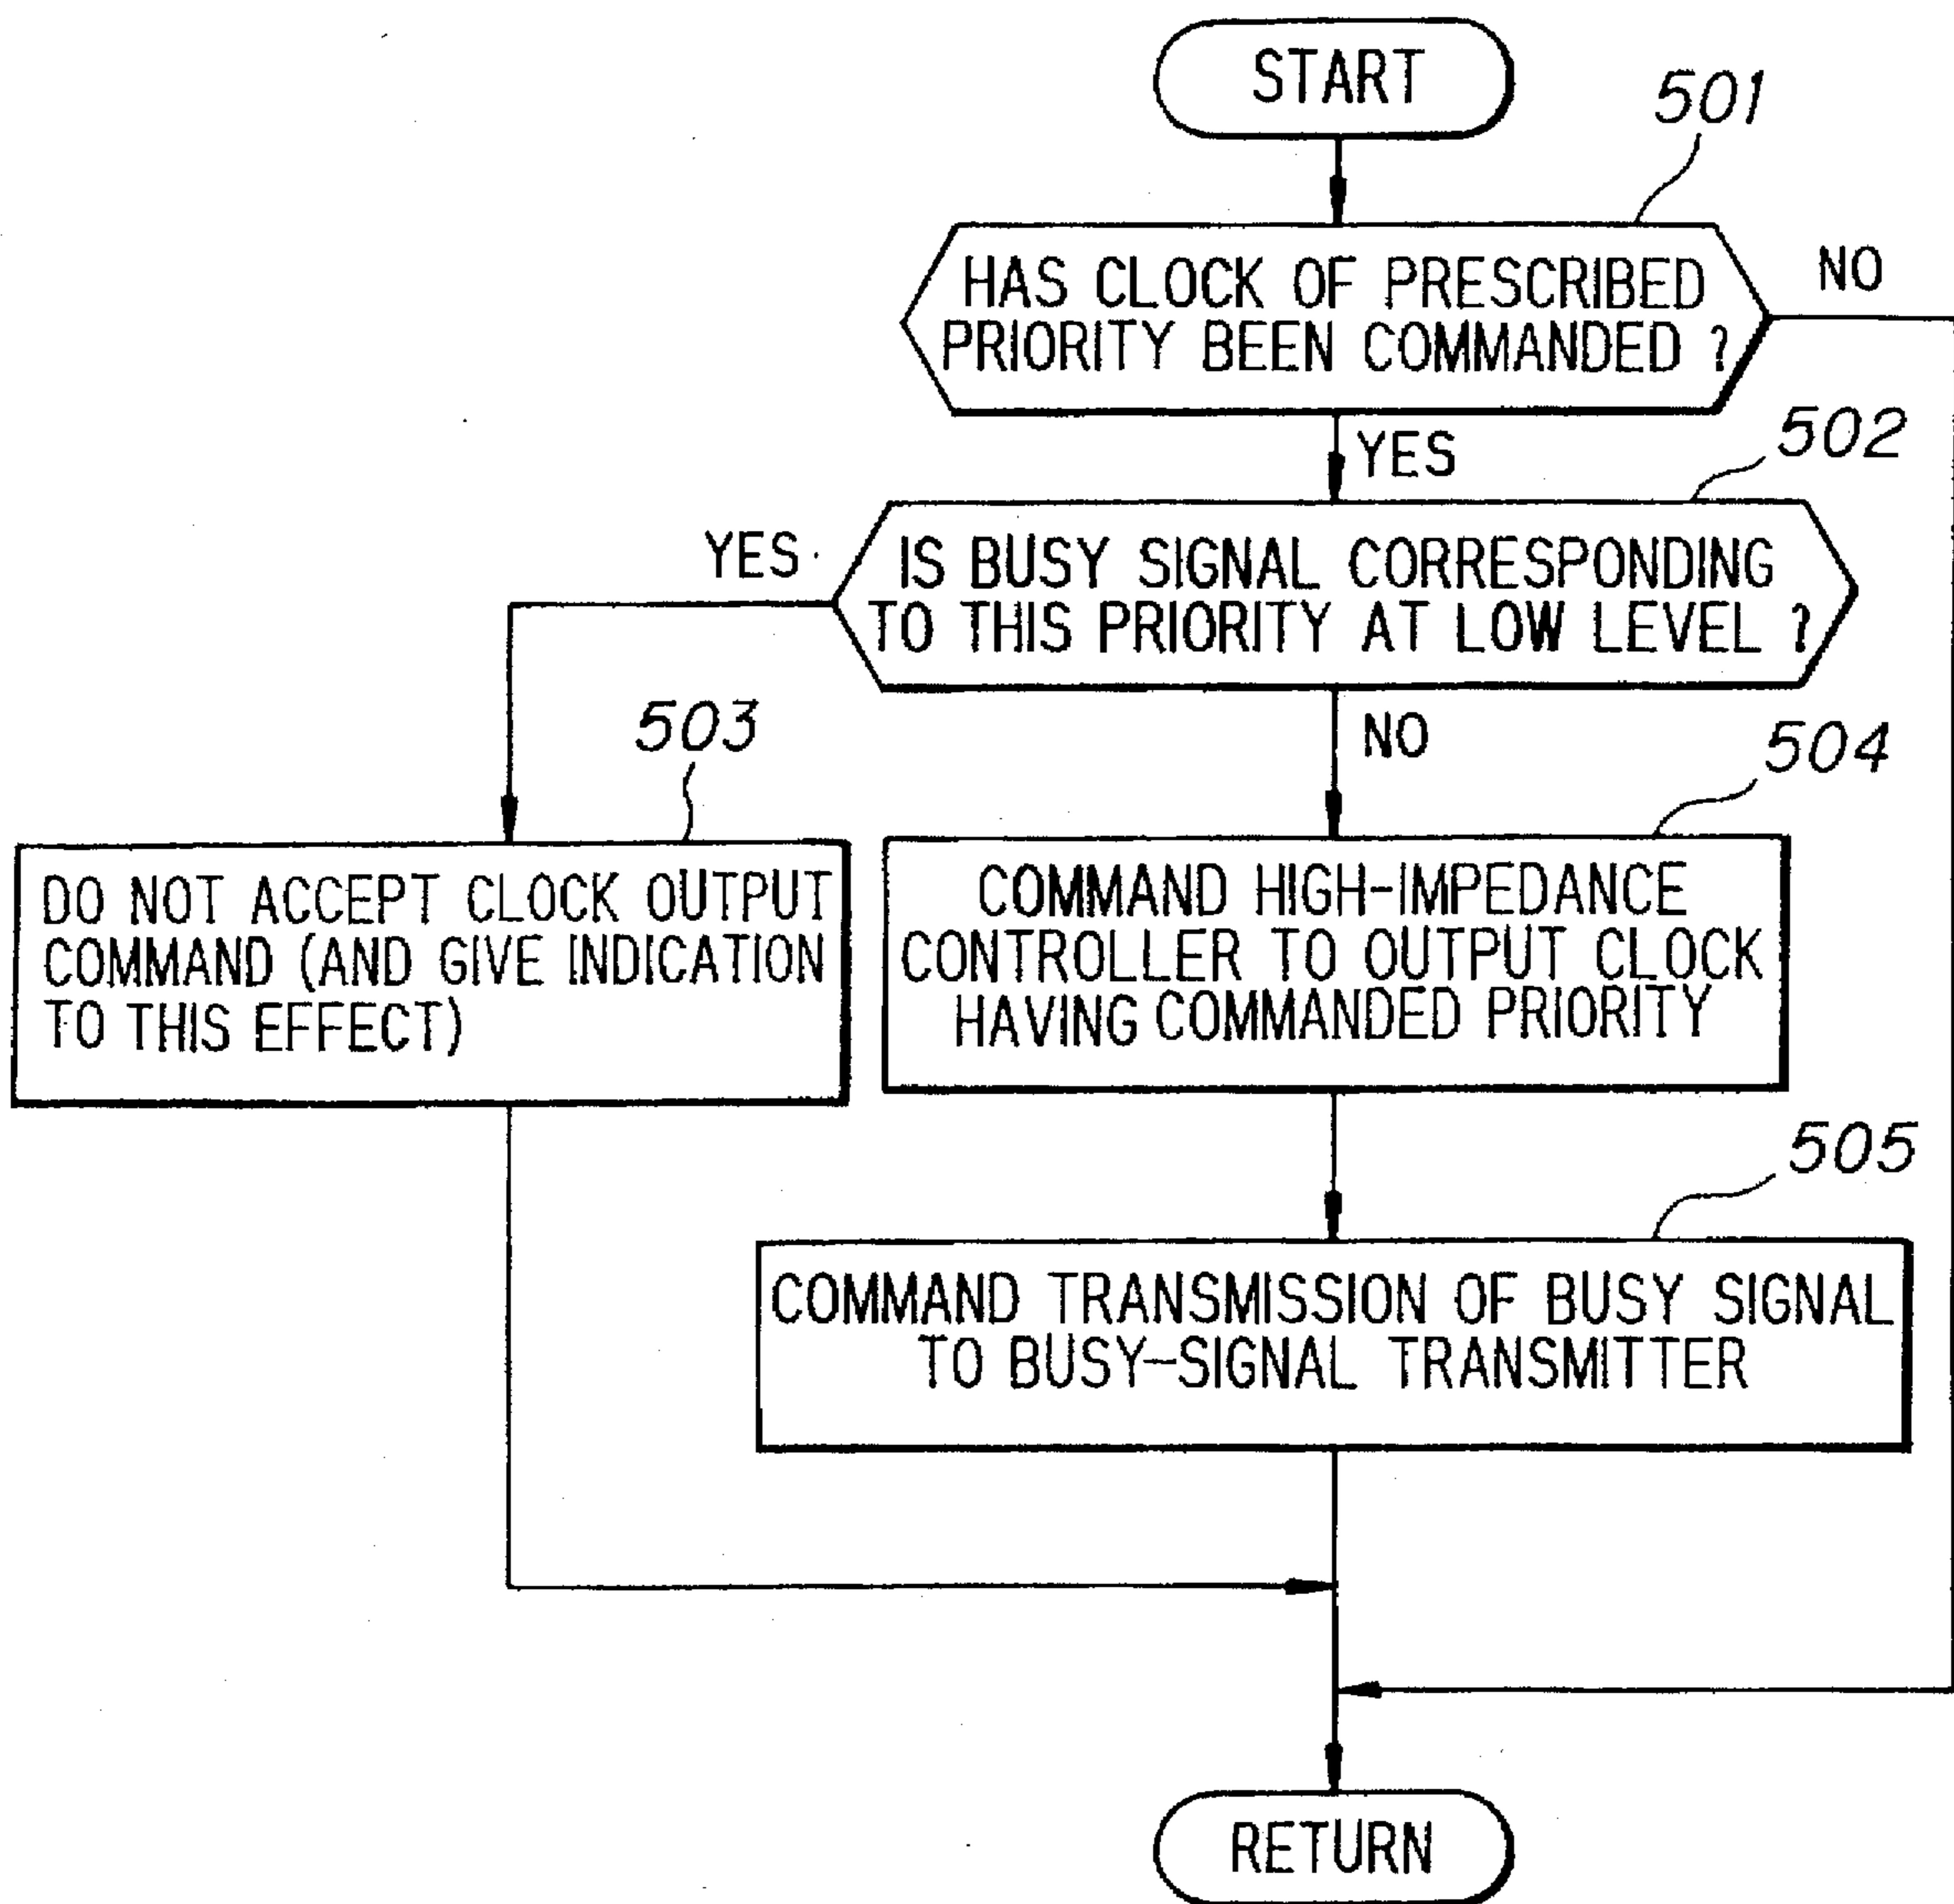 START
501
HAS CLOCK OF PRESCRIBED
PRIORITY BEEN COMMANDED ?
NO
YES
502
IS BUSY SIGNAL CORRESPONDING
TO THIS PRIORITY AT LOW LEVEL ?
YES
NO
503
DO NOT ACCEPT CLOCK OUTPUT
COMMAND (AND GIVE INDICATION
TO THIS EFFECT)
504
COMMAND HIGH-IMPEDANCE
CONTROLLER TO OUTPUT CLOCK
HAVING COMMANDED PRIORITY
505
COMMAND TRANSMISSION OF BUSY SIGNAL
TO BUSY-SIGNAL TRANSMITTER
RETURN